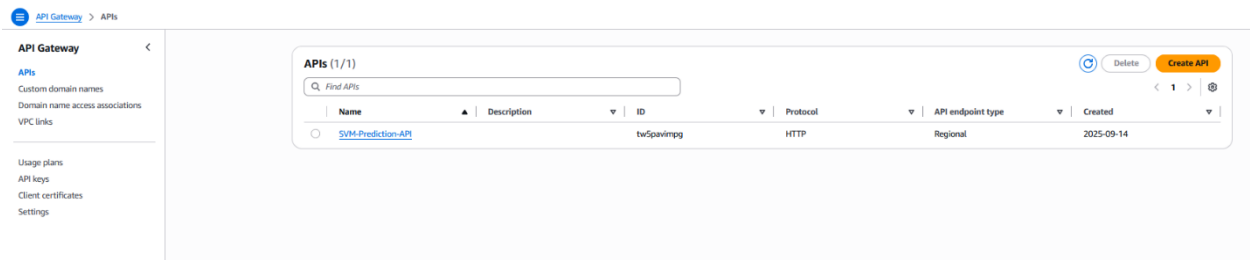 API Gateway > APIs
API Gateway
APIs
Custom domain names
Domain name access associations
VPC links
Usage plans
API keys
Client certificates
Settings
APIs (1/1)
Delete
Create API
Find APIs
1
Name Description ID Protocol API endpoint type Created
SVM-Prediction-API tw5pavimpg HTTP Regional 2025-09-14